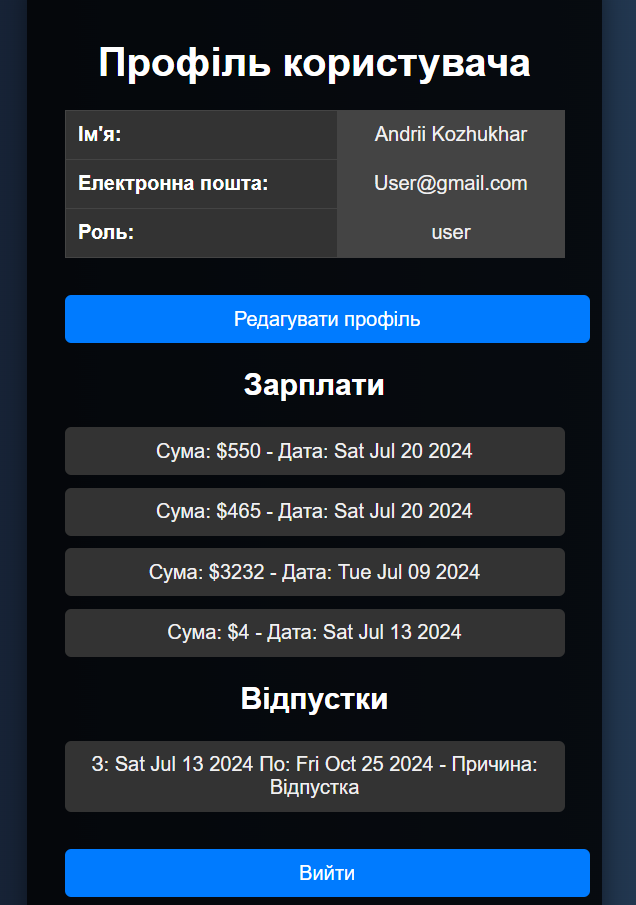 Профіль користувача
Ім'я: Andrii Kozhukhar
Електронна пошта: User@gmail.com
Роль: user
Редагувати профіль
Зарплати
Сума: $550 - Дата: Sat Jul 20 2024
Сума: $465 - Дата: Sat Jul 20 2024
Сума: $3232 - Дата: Tue Jul 09 2024
Сума: $4 - Дата: Sat Jul 13 2024
Відпустки
З: Sat Jul 13 2024 По: Fri Oct 25 2024 - Причина:
Відпустка
Вийти